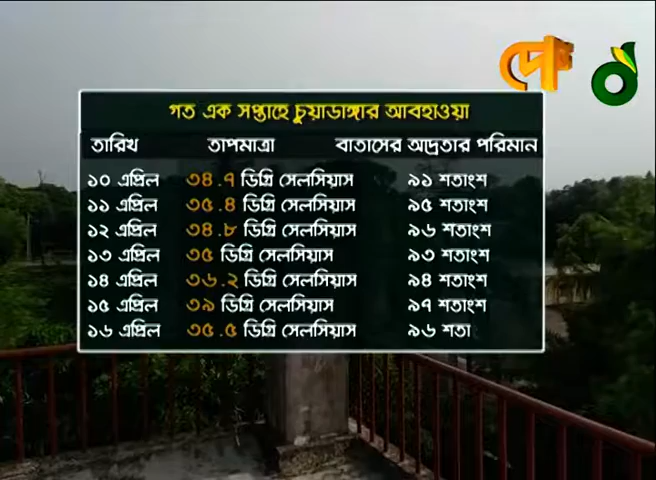 গত এক সপ্তাহে চুয়াডাঙ্গার আবহাওয়া
তারিখ তাপমাত্রা বাতাসের অদ্রতার পরিমান
১০ এপ্রিল ৩৪.৭ ডিগ্রি সেলসিয়াস ৯১ শতাংশ
১১ এপ্রিল ৩৫.৪ ডিগ্রি সেলসিয়াস ৯৫ শতাংশ
১২ এপ্রিল ৩৪.৮ ডিগ্রি সেলসিয়াস ৯৬ শতাংশ
১৩ এপ্রিল ৩৫ ডিগ্রি সেলসিয়াস ৯৩ শতাংশ
১৪ এপ্রিল ৩৬.২ ডিগ্রি সেলসিয়াস ৯৪ শতাংশ
১৫ এপ্রিল ৩৯ ডিগ্রি সেলসিয়াস ৯৭ শতাংশ
১৬ এপ্রিল ৩৫.৫ ডিগ্রি সেলসিয়াস ৯৬ শতা